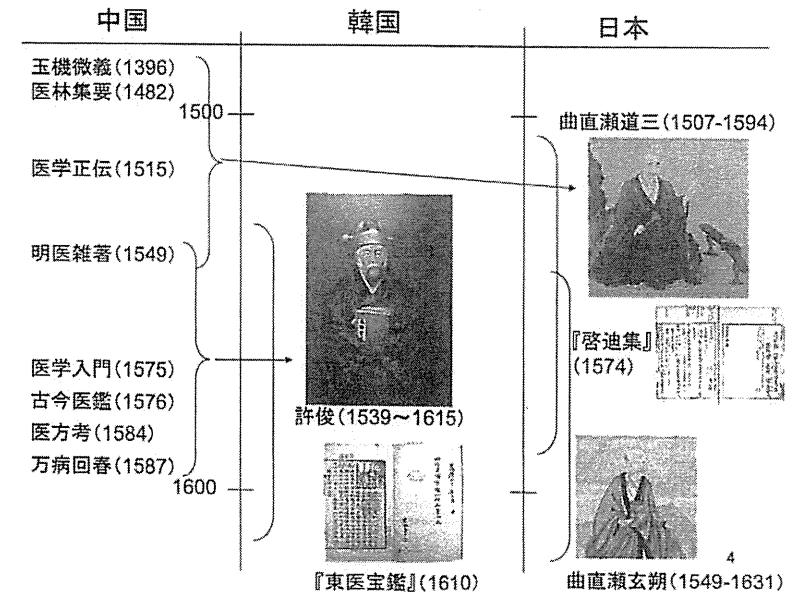 中国
韓国
日本
玉機微義(1396)
医林集要(1482)
1500
医学正伝(1515)
明医雑著(1549)
医学入門(1575)
古今医鑑(1576)
医方考(1584)
万病回春(1587)
1600
許俊(1539〜1615)
『東医宝鑑』(1610)
曲直瀬道三(1507-1594)
『啓迪集』
(1574)
4
曲直瀬玄朔(1549-1631)